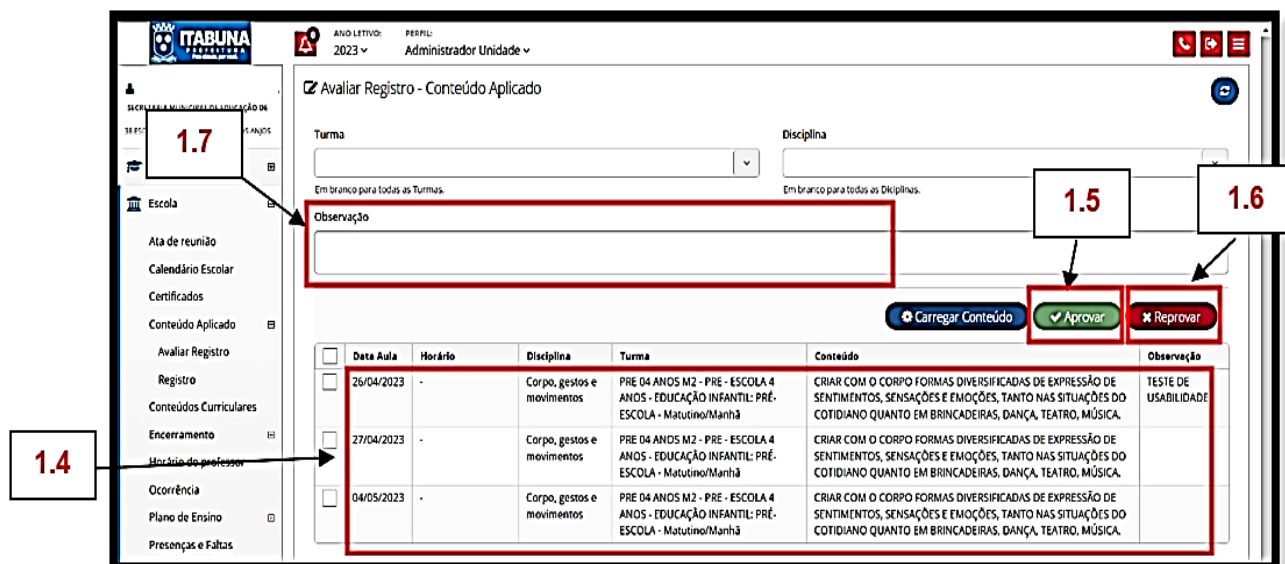 ITABUNA
PREFEITURA
ANO LETIVO:
2023
PERFIL:
Administrador Unidade
SECRETARIA MUNICIPAL DE EDUCAÇÃO DE
ANJOS
Avaliar Registro - Conteúdo Aplicado
1.7
Turma
Disciplina
Em branco para todas as Turmas.
Em branco para todas as Diciplinas.
1.5
1.6
Escola
Observação
Ata de reunião
Calendário Escolar
Certificados
Conteúdo Aplicado
Avaliar Registro
Registro
Conteúdos Curriculares
Encerramento
Horário do professor
Ocorrência
Plano de Ensino
Presenças e Faltas
Carregar Conteúdo
Aprovar
Reprovar
Data Aula Horário Disciplina Turma Conteúdo Observação
26/04/2023 - Corpo, gestos e PRE 04 ANOS M2 - PRE - ESCOLA 4 CRIAR COM O CORPO FORMAS DIVERSIFICADAS DE EXPRESSÃO DE TESTE DE
movimentos ANOS - EDUCAÇÃO INFANTIL: PRÉ- SENTIMENTOS, SENSAÇÕES E EMOÇÕES, TANTO NAS SITUAÇÕES DO USABILIDADE
ESCOLA - Matutino/Manhã COTIDIANO QUANTO EM BRINCADEIRAS, DANÇA, TEATRO, MÚSICA.
27/04/2023 - Corpo, gestos e PRE 04 ANOS M2 - PRE - ESCOLA 4 CRIAR COM O CORPO FORMAS DIVERSIFICADAS DE EXPRESSÃO DE
movimentos ANOS - EDUCAÇÃO INFANTIL: PRÉ- SENTIMENTOS, SENSAÇÕES E EMOÇÕES, TANTO NAS SITUAÇÕES DO
ESCOLA - Matutino/Manhã COTIDIANO QUANTO EM BRINCADEIRAS, DANÇA, TEATRO, MÚSICA.
04/05/2023 - Corpo, gestos e PRE 04 ANOS M2 - PRE - ESCOLA 4 CRIAR COM O CORPO FORMAS DIVERSIFICADAS DE EXPRESSÃO DE
movimentos ANOS - EDUCAÇÃO INFANTIL: PRÉ- SENTIMENTOS, SENSAÇÕES E EMOÇÕES, TANTO NAS SITUAÇÕES DO
ESCOLA - Matutino/Manhã COTIDIANO QUANTO EM BRINCADEIRAS, DANÇA, TEATRO, MÚSICA.
1.4